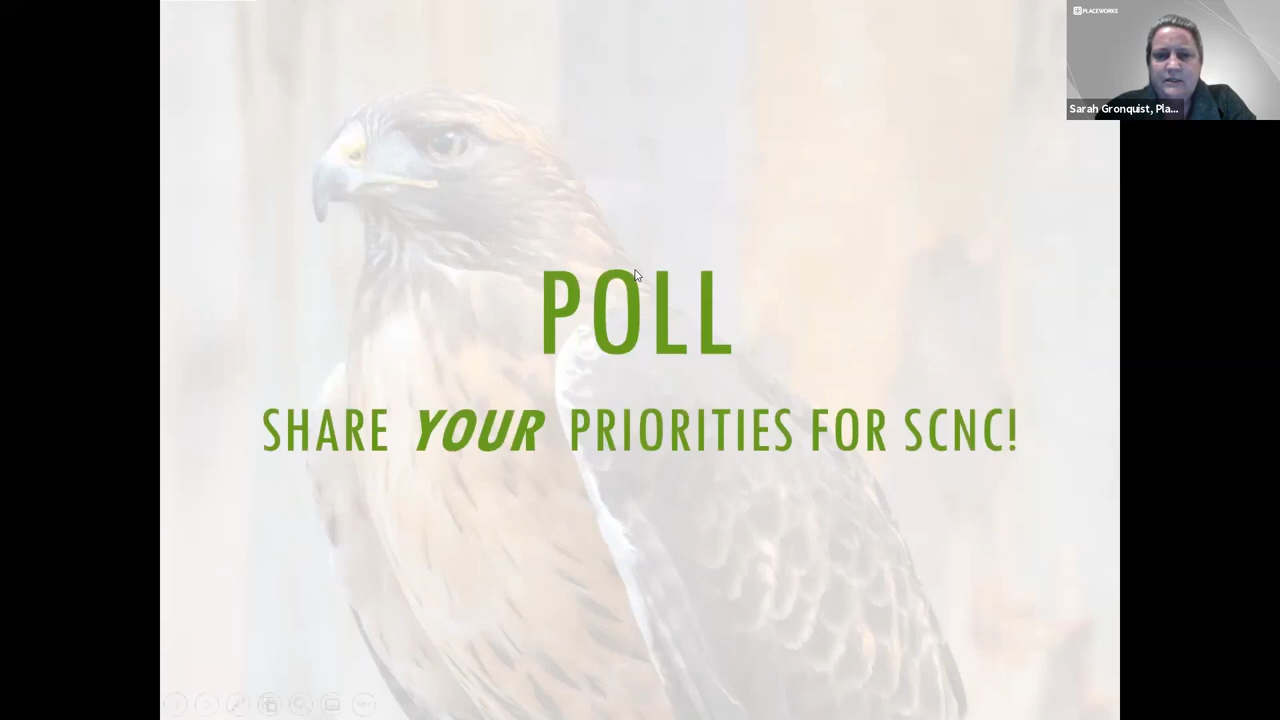 PLACEWORKS
Sarah Gronquist, Pla...
POLL
SHARE YOUR PRIORITIES FOR SCNC!